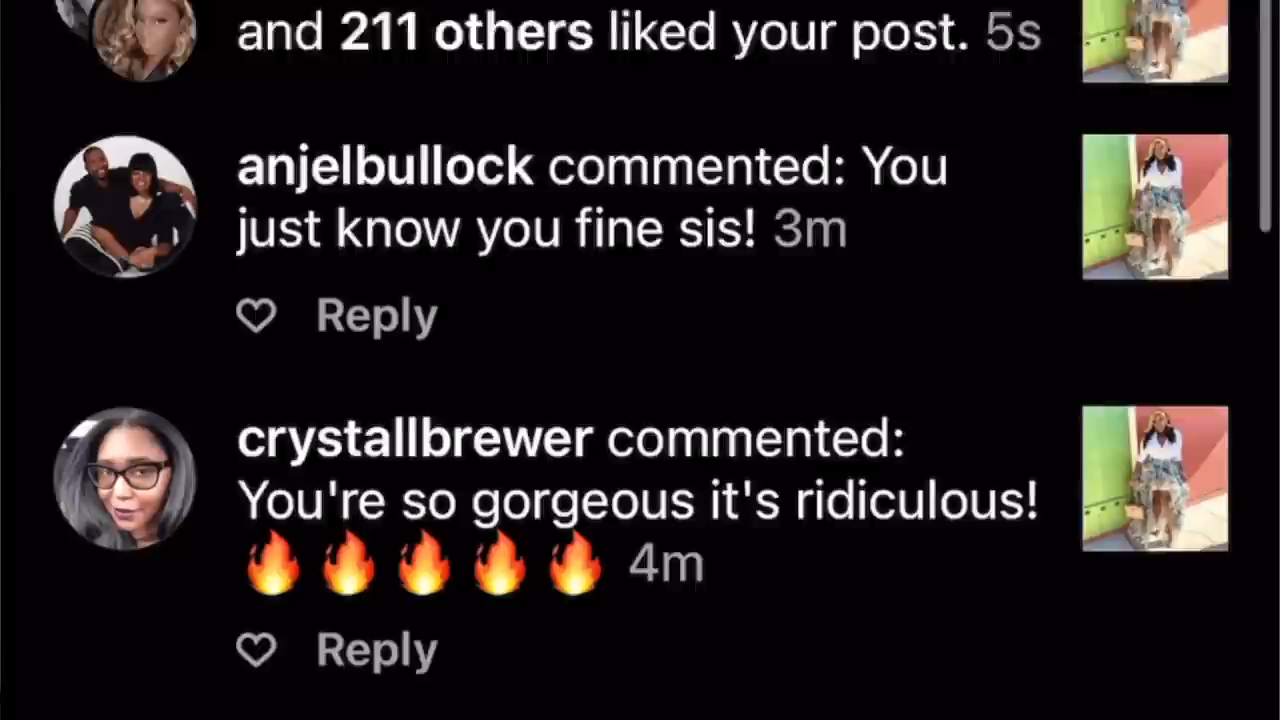 and 211 others liked your post. 5s
anjelbullock commented: You
just know you fine sis! 3m
Reply
crystallbrewer commented:
You're so gorgeous it's ridiculous!
🔥🔥🔥🔥🔥 4m
Reply